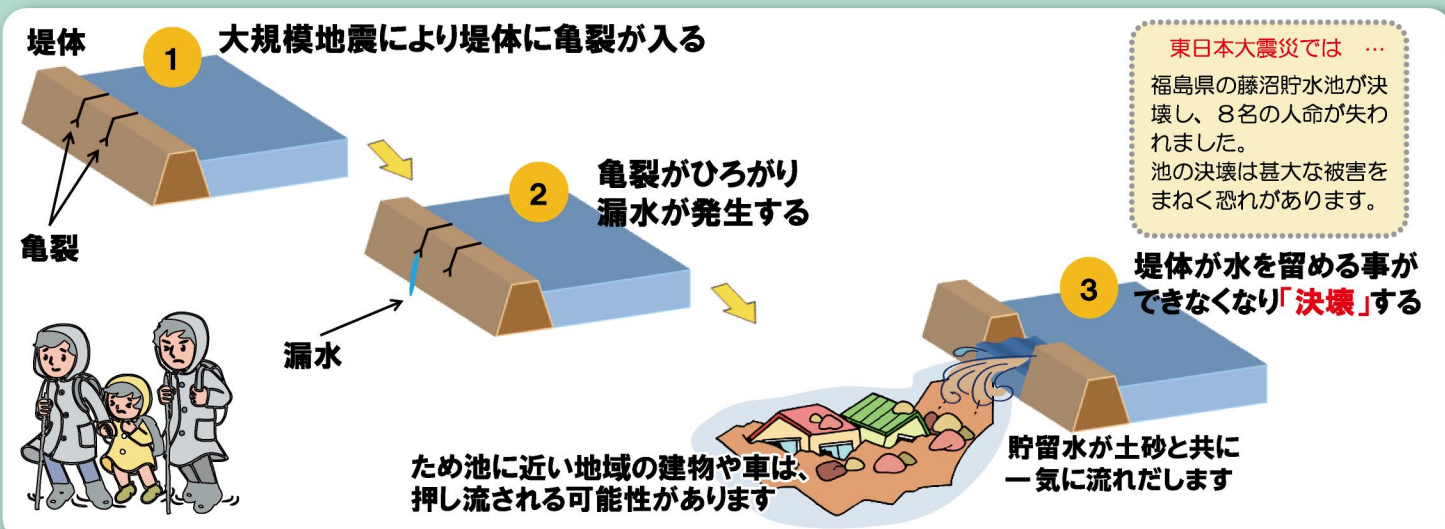 堤体
1
大規模地震により堤体に亀裂が入る
亀裂
2
亀裂がひろがり
漏水が発生する
漏水
東日本大震災では …
福島県の藤沼貯水池が決
壊し、8名の人命が失わ
れました。
池の決壊は甚大な被害を
まねく恐れがあります。
3
堤体が水を留める事が
できなくなり「決壊」する
貯留水が土砂と共に
一気に流れだします
ため池に近い地域の建物や車は、
押し流される可能性があります